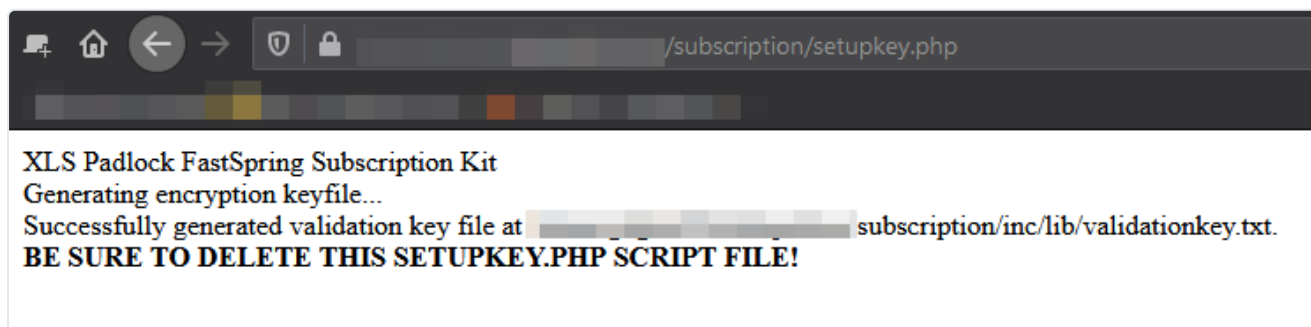 /subscription/setupkey.php
XLS Padlock FastSpring Subscription Kit
Generating encryption keyfile...
Successfully generated validation key file at subscription/inc/lib/validationkey.txt.
BE SURE TO DELETE THIS SETUPKEY.PHP SCRIPT FILE!